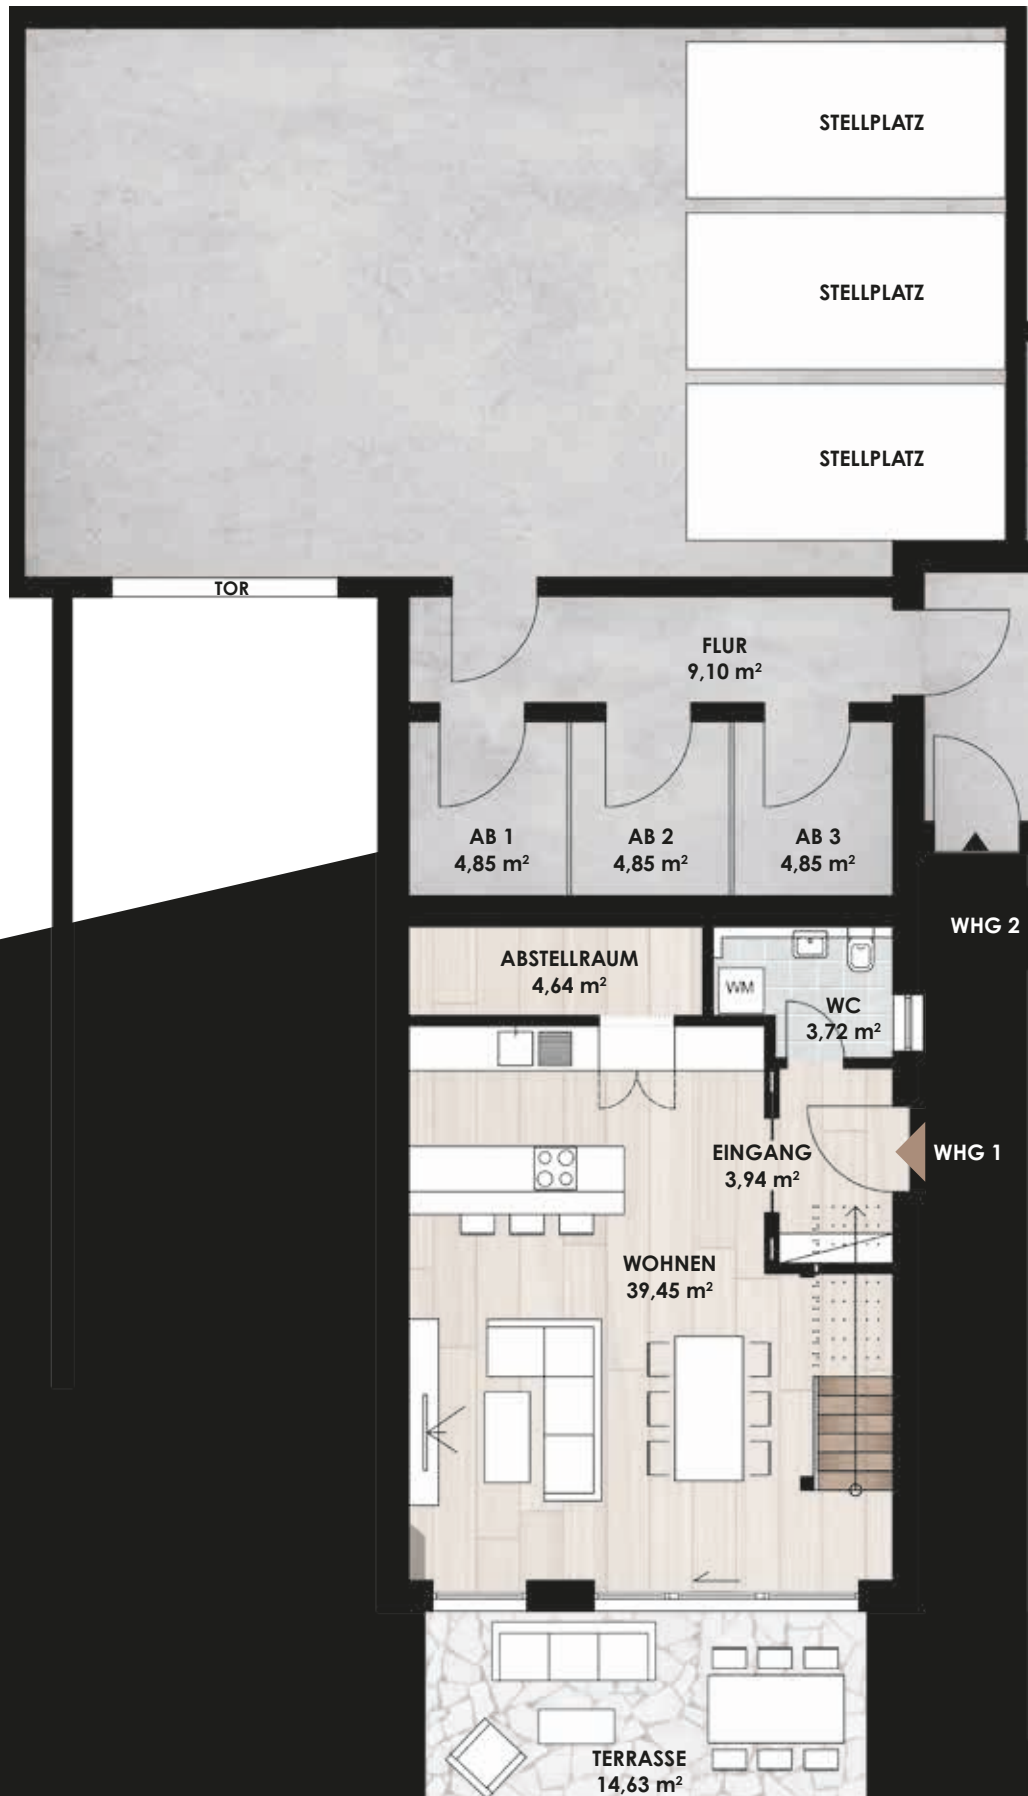 STELLPLATZ
STELLPLATZ
STELLPLATZ
TOR
FLUR
9,10 m²
AB 1
4,85 m²
AB 2
4,85 m²
AB 3
4,85 m²
WHG 2
ABSTELLRAUM
4,64 m²
WM
WC
3,72 m²
EINGANG
3,94 m²
WHG 1
WOHNEN
39,45 m²
TERRASSE
14,63 m²